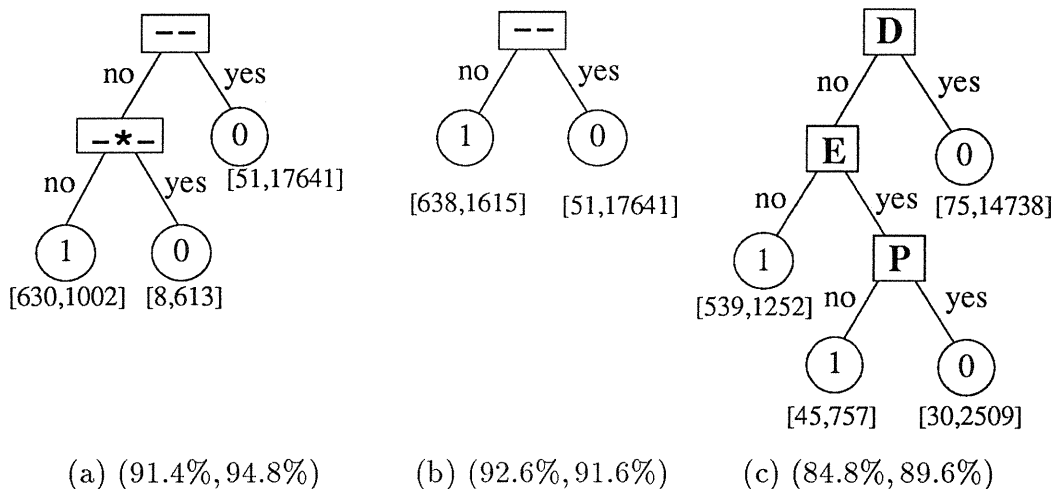 --
no
yes
-*-
0
[51,17641]
no
yes
1
0
[630,1002]
[8,613]
(a) (91.4%, 94.8%)
--
no
yes
1
0
[638,1615]
[51,17641]
(b) (92.6%, 91.6%)
D
no
yes
E
0
[75,14738]
no
yes
1
P
[539,1252]
no
yes
1
0
[45,757]
[30,2509]
(c) (84.8%, 89.6%)